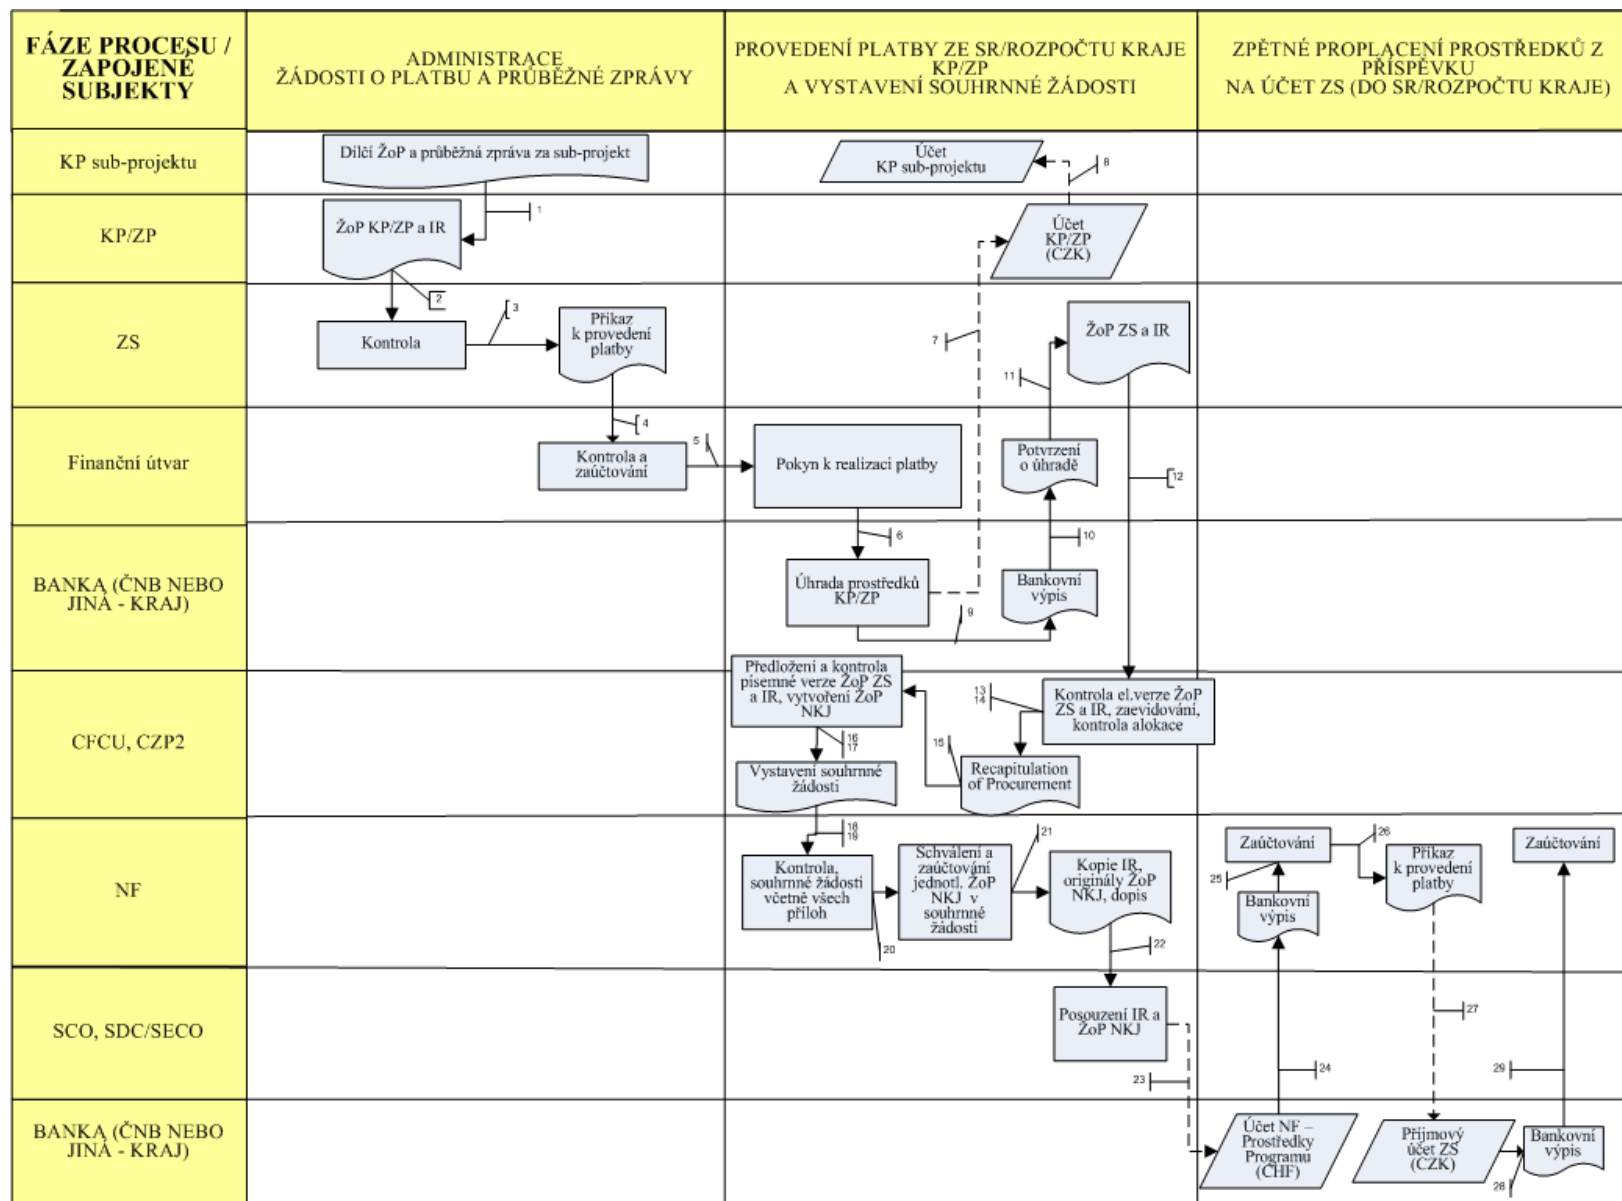 FÁZE PROCESU /
ZAPOJENÉ
SUBJEKTY
ADMINISTRACE
ŽÁDOSTI O PLATBU A PRŮBĚŽNÉ ZPRÁVY
PROVEDENÍ PLATBY ZE SR/ROZPOČTU KRAJE
KP/ZP
A VYSTAVENÍ SOUHRNNÉ ŽÁDOSTI
ZPĚTNÉ PROPLACENÍ PROSTŘEDKŮ Z
PŘÍSPĚVKU
NA ÚČET ZS (DO SR/ROZPOČTU KRAJE)
KP sub-projektu
Dílčí ŽoP a průběžná zpráva za sub-projekt
Účet
KP sub-projektu
8
KP/ZP
ŽoP KP/ZP a IR
1
Účet
KP/ZP
(CZK)
2
ZS
Kontrola
3
Příkaz
k provedení
platby
7
ŽoP ZS a IR
11
Finanční útvar
4
Kontrola a
zaúčtování
5
Pokyn k realizaci platby
Potvrzení
o úhradě
12
6
10
BANKA (ČNB NEBO
JINÁ - KRAJ)
Úhrada prostředků
KP/ZP
Bankovní
výpis
9
CFCU, CZP2
Předložení a kontrola
písemné verze ŽoP ZS
a IR, vytvoření ŽoP
NKJ
13
14
Kontrola el.verze ŽoP
ZS a IR, zaevidování,
kontrola alokace
16
17
15
Vystavení souhrnné
žádosti
Recapitulation
of Procurement
NF
18
19
Kontrola,
souhrnné žádosti
včetně všech
příloh
20
Schválení a
zaúčtování
jednotl. ŽoP
NKJ v
souhrnné
žádosti
21
Kopie IR,
originály ŽoP
NKJ, dopis
22
Zaúčtování
25
Bankovní
výpis
26
Příkaz
k provedení
platby
Zaúčtování
SCO, SDC/SECO
Posouzení IR a
ŽoP NKJ
23
24
27
29
BANKA (ČNB NEBO
JINÁ - KRAJ)
Účet NF –
Prostředky
Programu
(CHF)
Příjmový
účet ZS
(CZK)
28
Bankovní
výpis